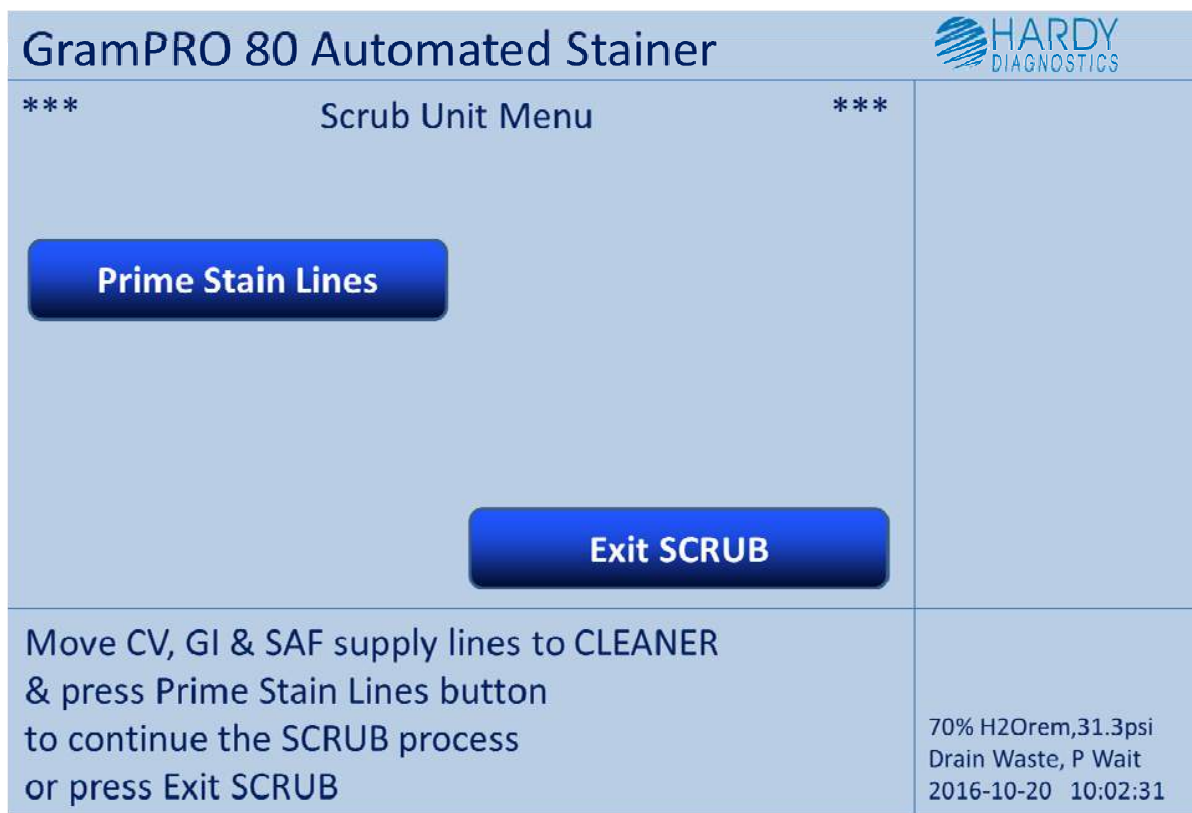 GramPRO 80 Automated Stainer
HARDY
DIAGNOSTICS
*** Scrub Unit Menu ***
Prime Stain Lines
Exit SCRUB
Move CV, GI & SAF supply lines to CLEANER
& press Prime Stain Lines button
to continue the SCRUB process
or press Exit SCRUB
70% H2Orem,31.3psi
Drain Waste, P Wait
2016-10-20 10:02:31